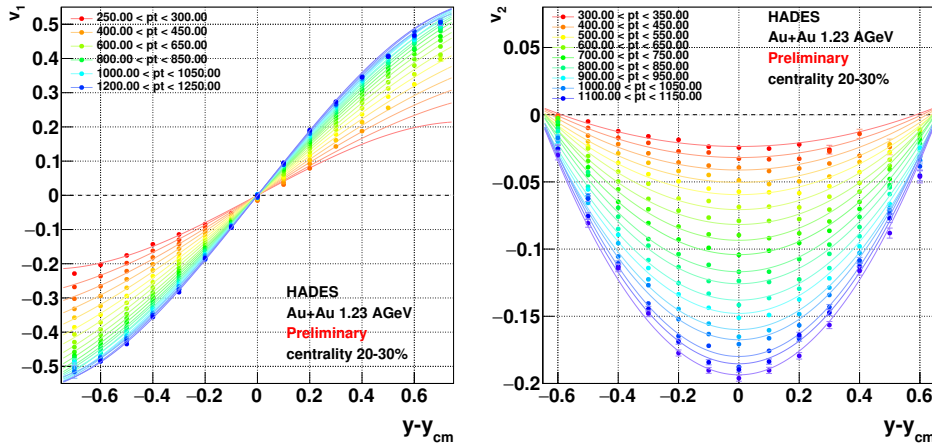 v1
250.00 < pt < 300.00
400.00 < pt < 450.00
600.00 < pt < 650.00
800.00 < pt < 850.00
1000.00 < pt < 1050.00
1200.00 < pt < 1250.00
0.5
0.4
0.3
0.2
0.1
0
−0.1
−0.2
−0.3
−0.4
−0.5
HADES
Au+Au 1.23 AGeV
Preliminary
centrality 20-30%
−0.6 −0.4 −0.2 0 0.2 0.4 0.6
y-ycm
v2
300.00 < pt < 350.00
400.00 < pt < 450.00
500.00 < pt < 550.00
600.00 < pt < 650.00
700.00 < pt < 750.00
800.00 < pt < 850.00
900.00 < pt < 950.00
1000.00 < pt < 1050.00
1100.00 < pt < 1150.00
HADES
Au+Au 1.23 AGeV
Preliminary
centrality 20-30%
0.05
0
−0.05
−0.1
−0.15
−0.2
−0.6 −0.4 −0.2 0 0.2 0.4 0.6
y-ycm